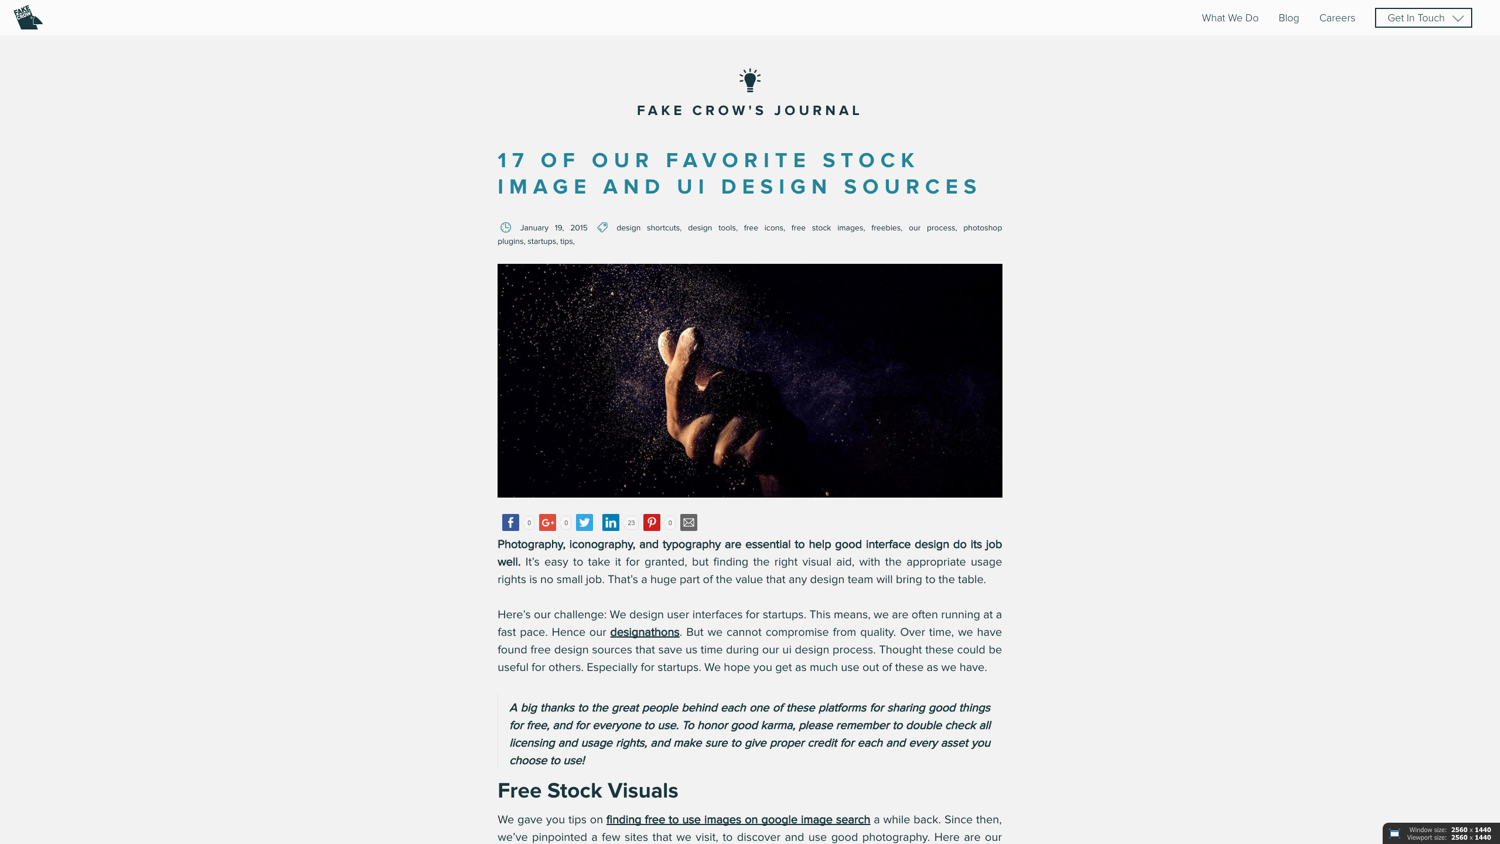 FAKE CROW
What We Do
Blog
Careers
Get In Touch
FAKE CROW'S JOURNAL
17 OF OUR FAVORITE STOCK
IMAGE AND UI DESIGN SOURCES
January 19, 2015 design shortcuts, design tools, free icons, free stock images, freebies, our process, photoshop
plugins, startups, tips,
f 0 G+ 0 in 23 0
Photography, iconography, and typography are essential to help good interface design do its job
well. It's easy to take it for granted, but finding the right visual aid, with the appropriate usage
rights is no small job. That's a huge part of the value that any design team will bring to the table.
Here's our challenge: We design user interfaces for startups. This means, we are often running at a
fast pace. Hence our designathons. But we cannot compromise from quality. Over time, we have
found free design sources that save us time during our ui design process. Thought these could be
useful for others. Especially for startups. We hope you get as much use out of these as we have.
A big thanks to the great people behind each one of these platforms for sharing good things
for free, and for everyone to use. To honor good karma, please remember to double check all
licensing and usage rights, and make sure to give proper credit for each and every asset you
choose to use!
Free Stock Visuals
We gave you tips on finding free to use images on google image search a while back. Since then,
we've pinpointed a few sites that we visit, to discover and use good photography. Here are our
Window size: 2560 x 1440
Viewport size: 2560 x 1440